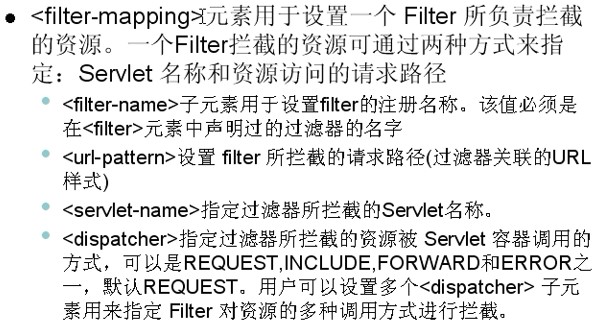 <filter-mapping>元素用于设置一个 Filter 所负责拦截
的资源。一个Filter拦截的资源可通过两种方式来指
定：Servlet 名称和资源访问的请求路径
<filter-name>子元素用于设置filter的注册名称。该值必须是
在<filter>元素中声明过的过滤器的名字
<url-pattern>设置 filter 所拦截的请求路径(过滤器关联的URL
样式)
<servlet-name>指定过滤器所拦截的Servlet名称。
<dispatcher>指定过滤器所拦截的资源被 Servlet 容器调用的
方式，可以是REQUEST,INCLUDE,FORWARD和ERROR之
一，默认REQUEST。用户可以设置多个<dispatcher> 子元
素用来指定 Filter 对资源的多种调用方式进行拦截。